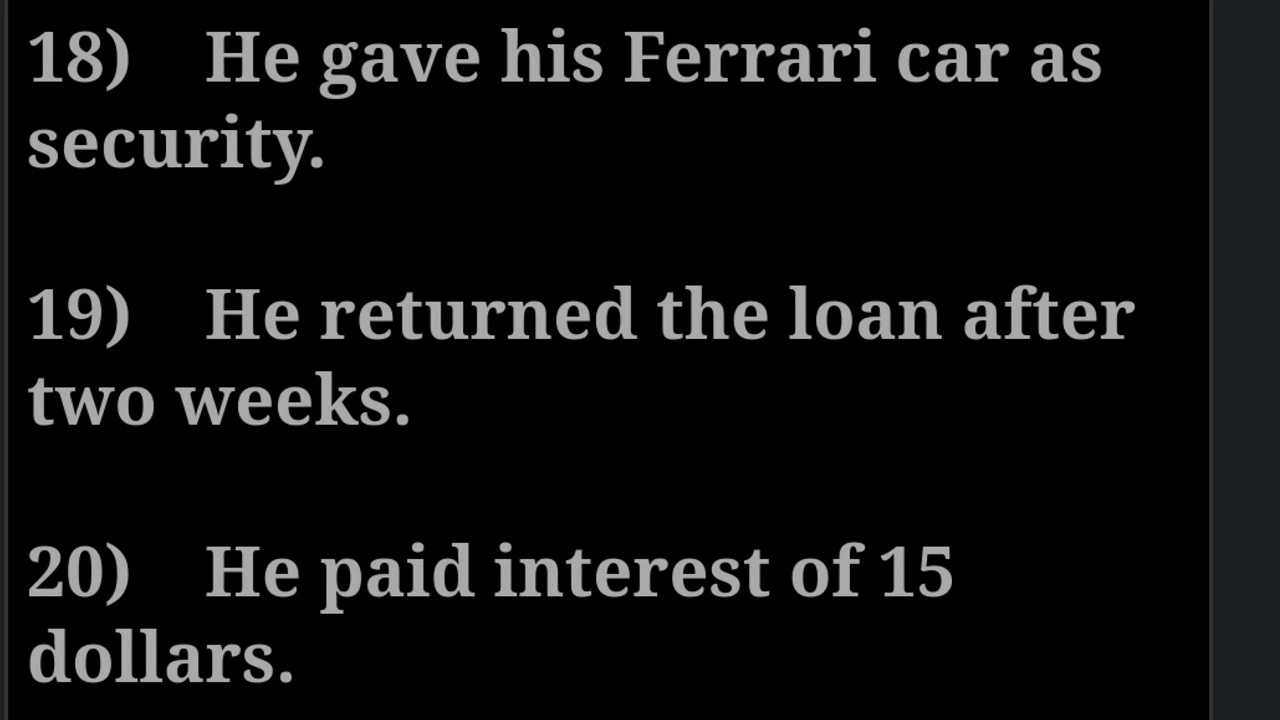 18) He gave his Ferrari car as
security.
19) He returned the loan after
two weeks.
20) He paid interest of 15
dollars.